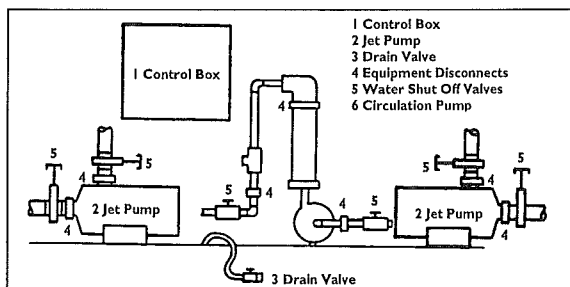 1 Control Box
2 Jet Pump
3 Drain Valve
4 Equipment Disconnects
5 Water Shut Off Valves
6 Circulation Pump
1 Control Box
4
5
5
5
5
4
5
4
4
5
4
2 Jet Pump
4
4
2 Jet Pump
4
3 Drain Valve